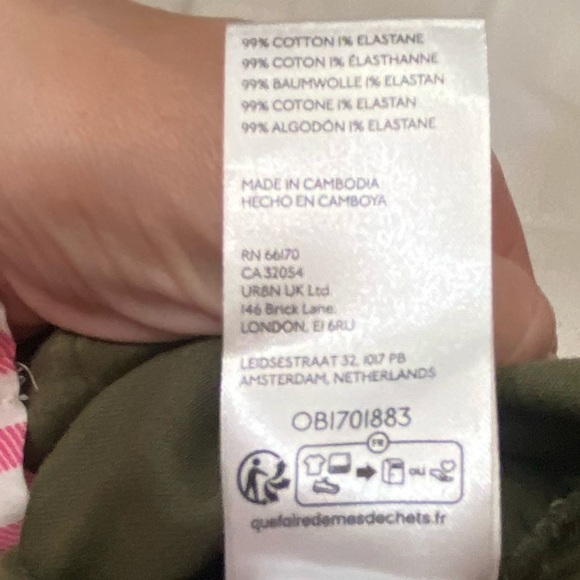 99% COTTON 1% ELASTANE
99% COTON 1% ÉLASTHANNE
99% BAUMWOLLE 1% ELASTAN
99% COTONE 1% ELASTAN
99% ALGODÓN 1% ELASTANE
MADE IN CAMBODIA
HECHO EN CAMBOYA
RN 66170
CA 32054
URBN UK Ltd.
146 Brick Lane.
LONDON, E1 6RU
LEIDSESTRAAT 32, 1017 PB
AMSTERDAM, NETHERLANDS
OB1701883
FR
ou
quefairedemesdechets.fr